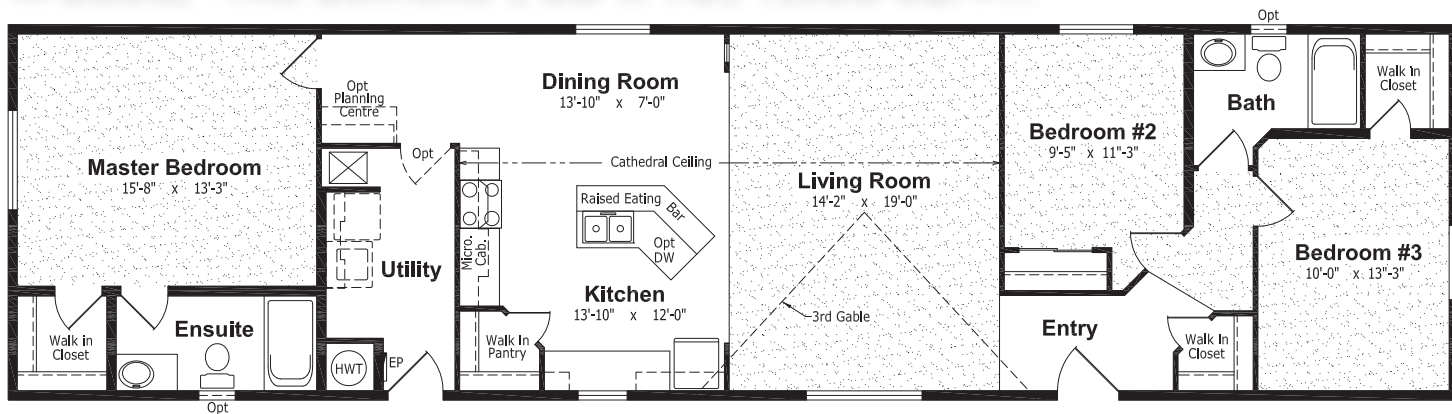 Opt
Master Bedroom
15'-8" x 13'-3"
Opt
Planning
Centre
Dining Room
13'-10" x 7'-0"
Opt
Cathedral Ceiling
Living Room
14'-2" x 19'-0"
Bedroom #2
9'-5" x 11'-3"
Bath
Walk in
Closet
Raised Eating
Bar
Opt
DW
Micro.
Cab.
Utility
Kitchen
13'-10" x 12'-0"
3rd Gable
Bedroom #3
10'-0" x 13'-3"
Walk in
Closet
Ensuite
HWT
EP
Walk In
Pantry
Entry
Walk in
Closet
Opt